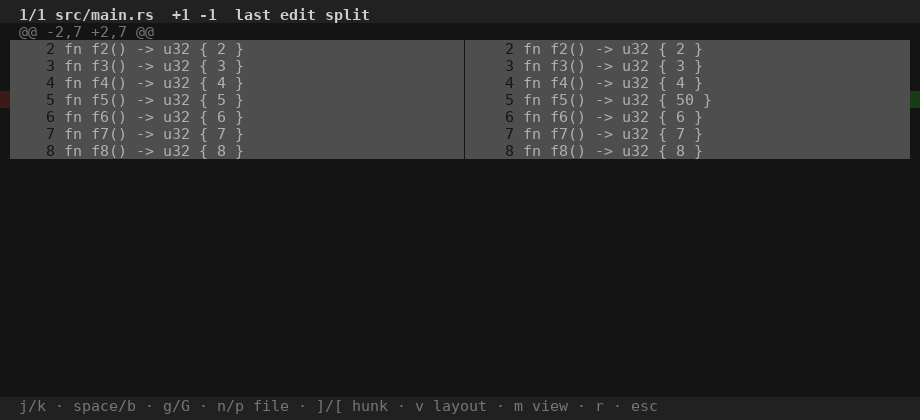 1/1 src/main.rs  +1 -1  last edit split
@@ -2,7 +2,7 @@
2 fn f2() -> u32 { 2 }    2 fn f2() -> u32 { 2 }
3 fn f3() -> u32 { 3 }    3 fn f3() -> u32 { 3 }
4 fn f4() -> u32 { 4 }    4 fn f4() -> u32 { 4 }
5 fn f5() -> u32 { 5 }    5 fn f5() -> u32 { 50 }
6 fn f6() -> u32 { 6 }    6 fn f6() -> u32 { 6 }
7 fn f7() -> u32 { 7 }    7 fn f7() -> u32 { 7 }
8 fn f8() -> u32 { 8 }    8 fn f8() -> u32 { 8 }
j/k · space/b · g/G · n/p file · ]/[ hunk · v layout · m view · r · esc